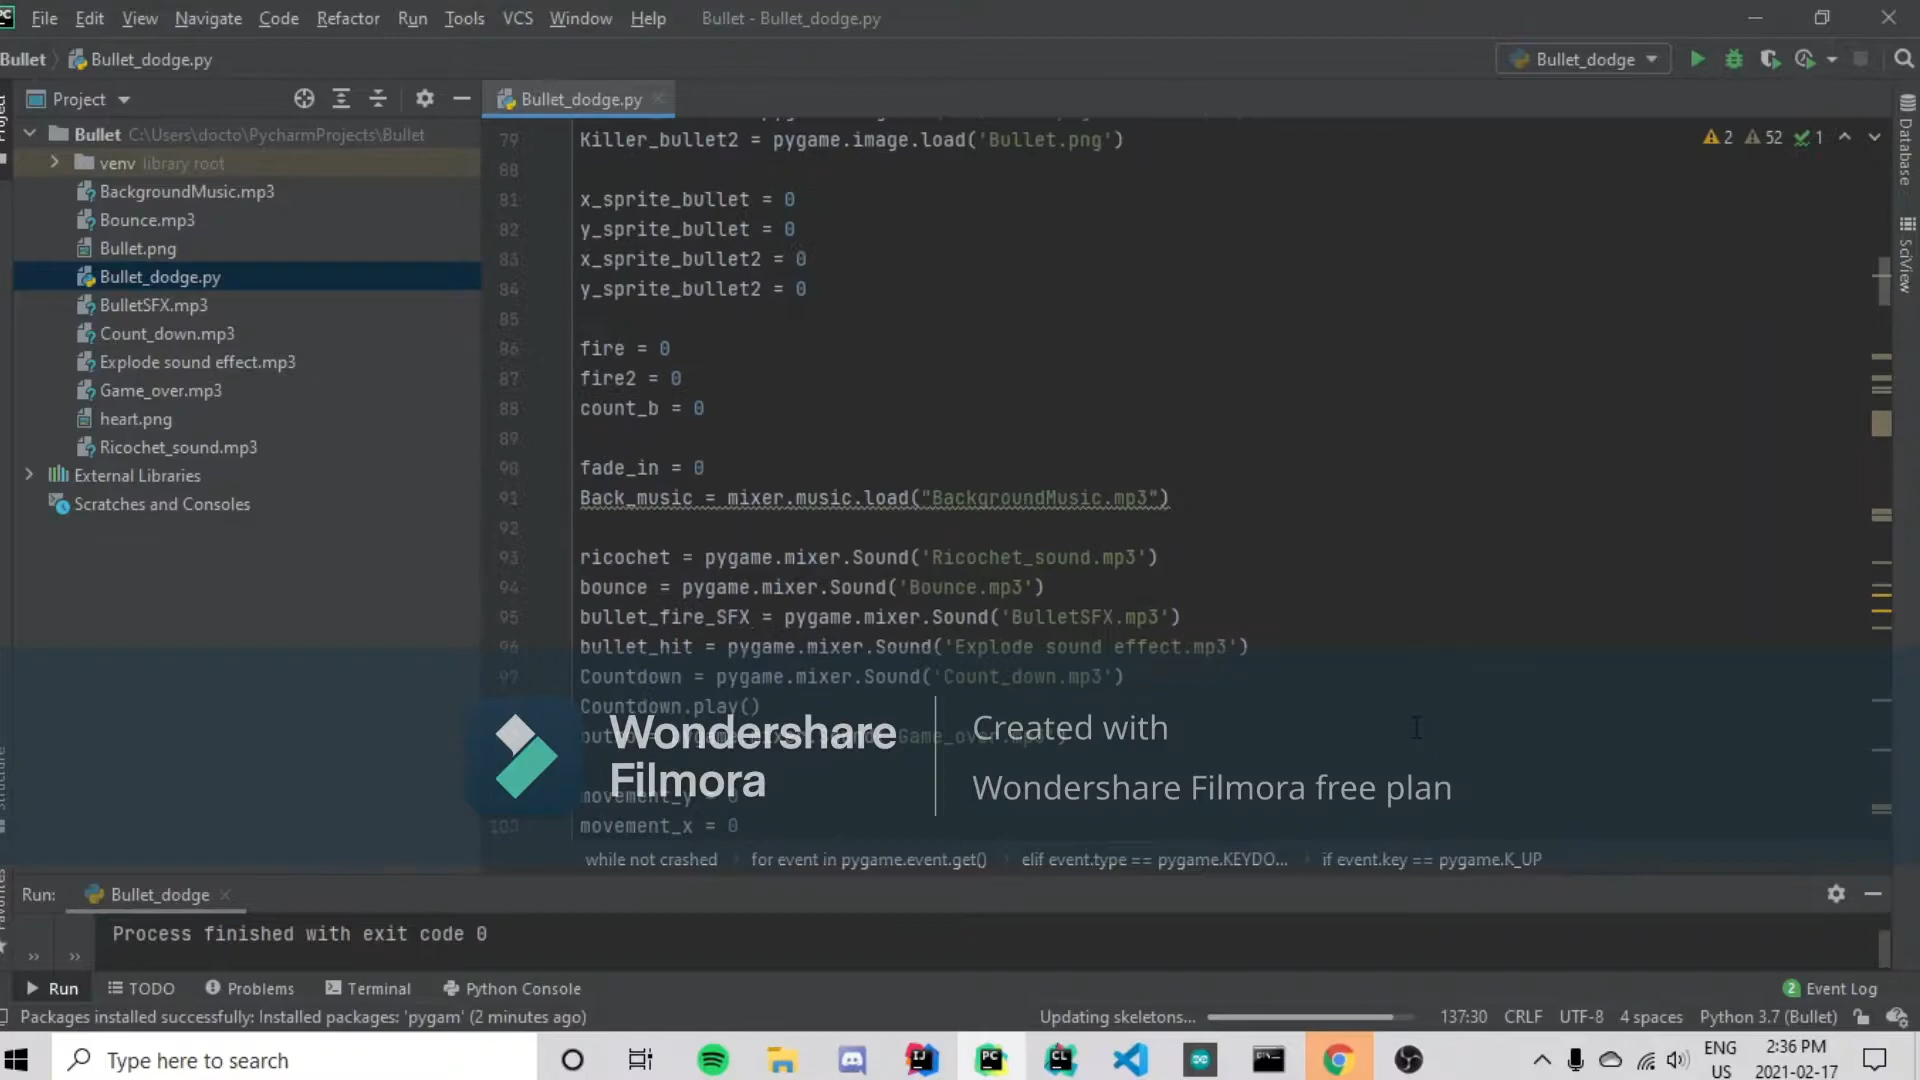 File Edit View Navigate Code Refactor Run Tools VCS Window Help Bullet - Bullet_dodge.py
Bullet Bullet_dodge.py Bullet_dodge
Project Bullet_dodge.py
Bullet C:\Users\docto\PycharmProjects\Bullet
venv library root
BackgroundMusic.mp3
Bounce.mp3
Bullet.png
Bullet_dodge.py
BulletSFX.mp3
Count_down.mp3
Explode sound effect.mp3
Game_over.mp3
heart.png
Ricochet_sound.mp3
External Libraries
Scratches and Consoles
79 Killer_bullet2 = pygame.image.load('Bullet.png')
2 52 1
81 x_sprite_bullet = 0
82 y_sprite_bullet = 0
83 x_sprite_bullet2 = 0
84 y_sprite_bullet2 = 0
85
86 fire = 0
87 fire2 = 0
88 count_b = 0
89
90 fade_in = 0
91 Back_music = mixer.music.load("BackgroundMusic.mp3")
92
93 ricochet = pygame.mixer.Sound('Ricochet_sound.mp3')
94 bounce = pygame.mixer.Sound('Bounce.mp3')
95 bullet_fire_SFX = pygame.mixer.Sound('BulletSFX.mp3')
96 bullet_hit = pygame.mixer.Sound('Explode sound effect.mp3')
97 Countdown = pygame.mixer.Sound('Count_down.mp3')
Countdown.play()
movement_y = 0
movement_x = 0
Wondershare
Filmora
Created with
Wondershare Filmora free plan
while not crashed for event in pygame.event.get() elif event.type == pygame.KEYDO... if event.key == pygame.K_UP
Database
SciView
Run: Bullet_dodge
Process finished with exit code 0
Run TODO Problems Terminal Python Console 2 Event Log
Packages installed successfully: Installed packages: 'pygam' (2 minutes ago) Updating skeletons... 137:30 CRLF UTF-8 4 spaces Python 3.7 (Bullet)
Type here to search
ENG
US
2:36 PM
2021-02-17